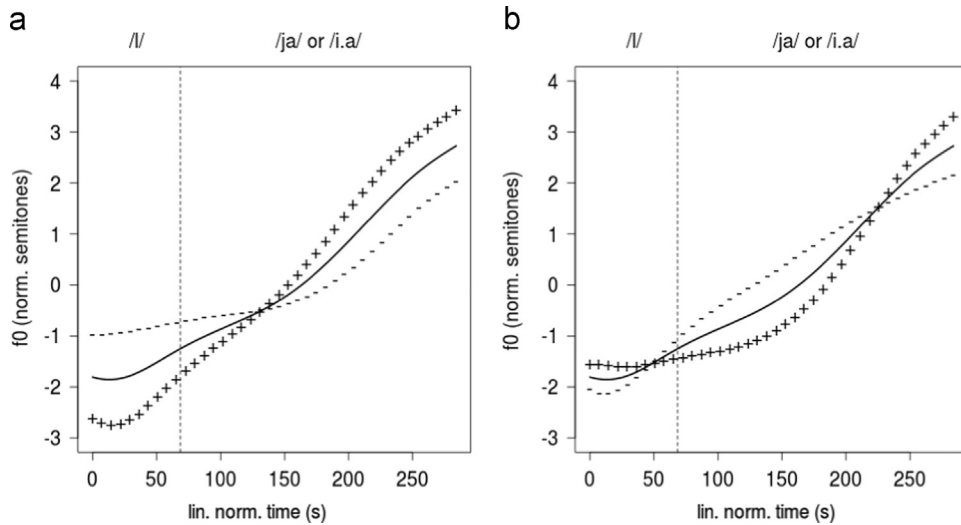 a
/l/ /ja/ or /i.a/
f0 (norm. semitones)
4
3
2
1
0
-1
-2
-3
0 50 100 150 200 250
lin. norm. time (s)
b
/l/ /ja/ or /i.a/
f0 (norm. semitones)
4
3
2
1
0
-1
-2
-3
0 50 100 150 200 250
lin. norm. time (s)